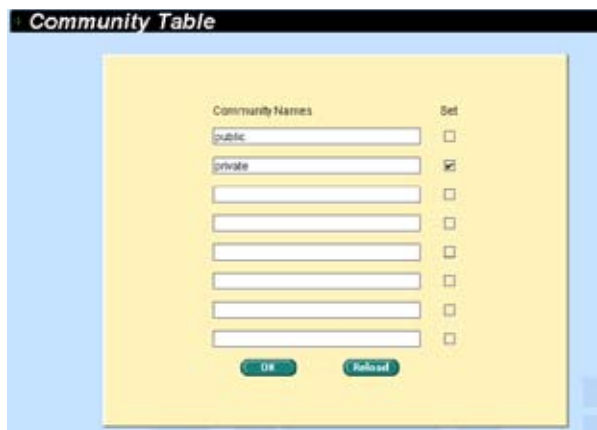 Community Table
Community Names Set
public
private
OK Reload